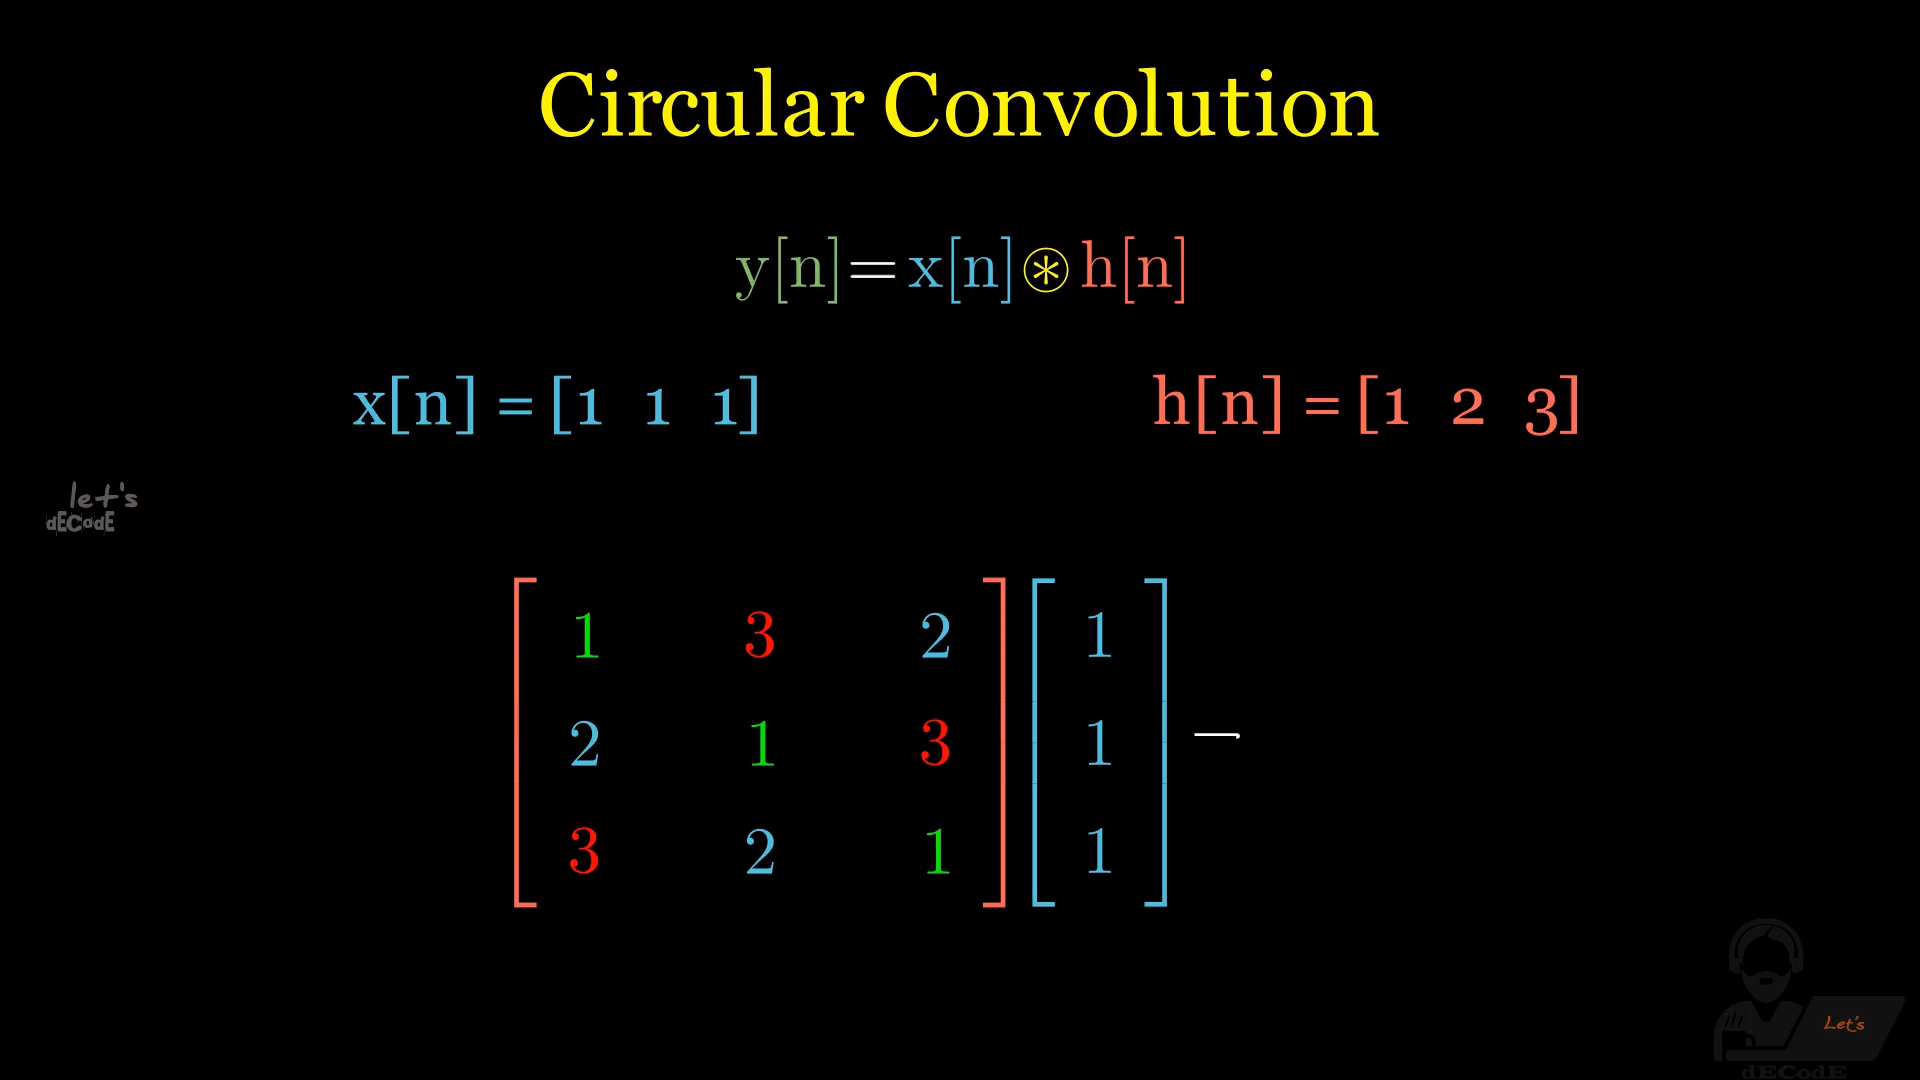 Circular Convolution
y[n]=x[n]⊛h[n]
x[n] = [1 1 1]
h[n] = [1 2 3]
let's
dECodE
1 3 2 1
2 1 3 1
3 2 1 1
Let's
dECodE